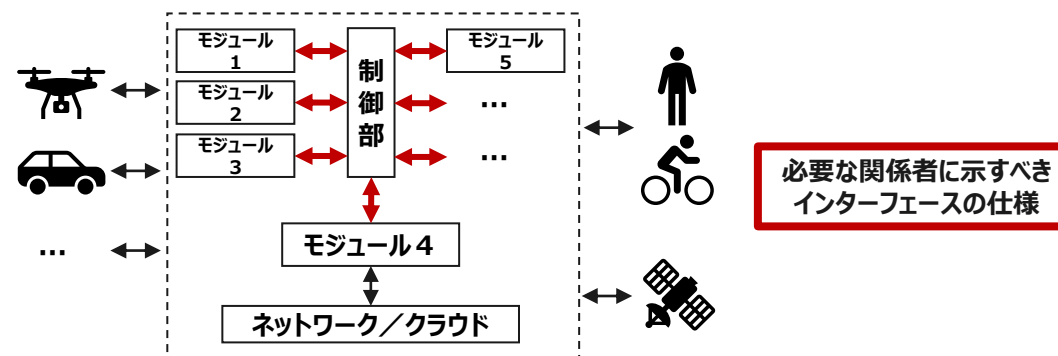 モジュール
1
モジュール
2
モジュール
3
制
御
部
モジュール
5
…
…
…
モジュール4
ネットワーク／クラウド
必要な関係者に示すべき
インターフェースの仕様